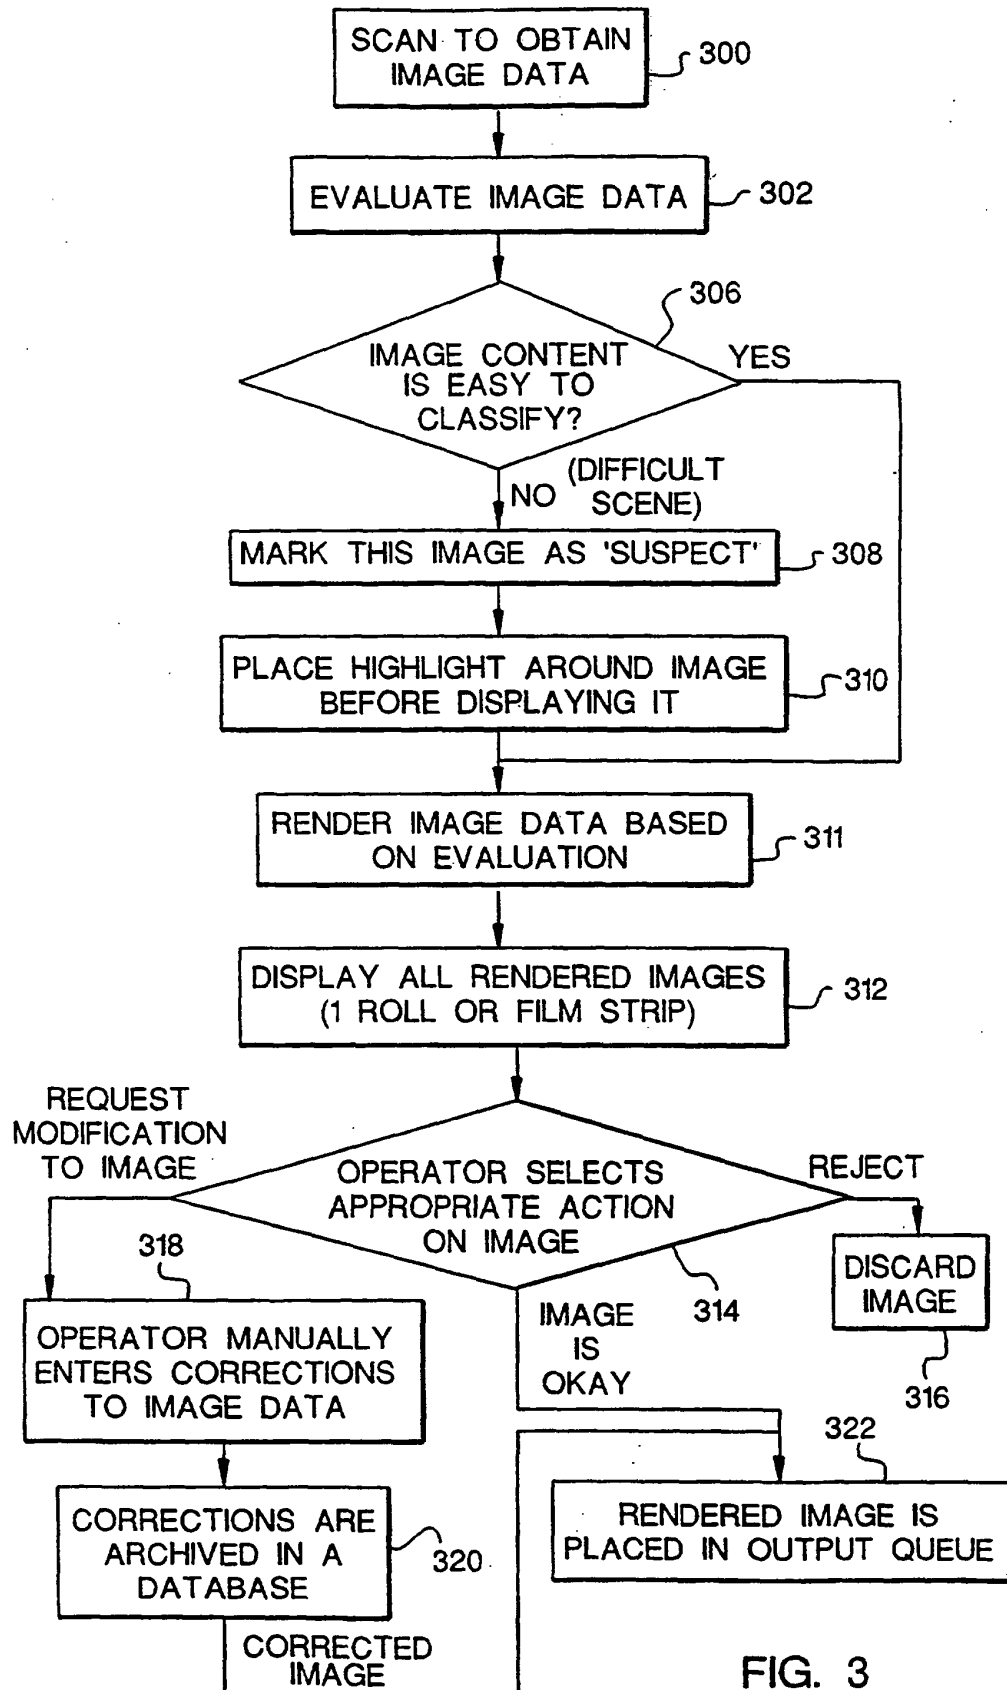 SCAN TO OBTAIN
IMAGE DATA
300
EVALUATE IMAGE DATA
302
306
IMAGE CONTENT
IS EASY TO
CLASSIFY?
YES
NO
(DIFFICULT
SCENE)
MARK THIS IMAGE AS 'SUSPECT'
308
PLACE HIGHLIGHT AROUND IMAGE
BEFORE DISPLAYING IT
310
RENDER IMAGE DATA BASED
ON EVALUATION
311
DISPLAY ALL RENDERED IMAGES
(1 ROLL OR FILM STRIP)
312
REQUEST
MODIFICATION
TO IMAGE
OPERATOR SELECTS
APPROPRIATE ACTION
ON IMAGE
REJECT
314
DISCARD
IMAGE
316
318
OPERATOR MANUALLY
ENTERS CORRECTIONS
TO IMAGE DATA
IMAGE
IS
OKAY
322
RENDERED IMAGE IS
PLACED IN OUTPUT QUEUE
CORRECTIONS ARE
ARCHIVED IN A
DATABASE
320
CORRECTED
IMAGE
FIG. 3